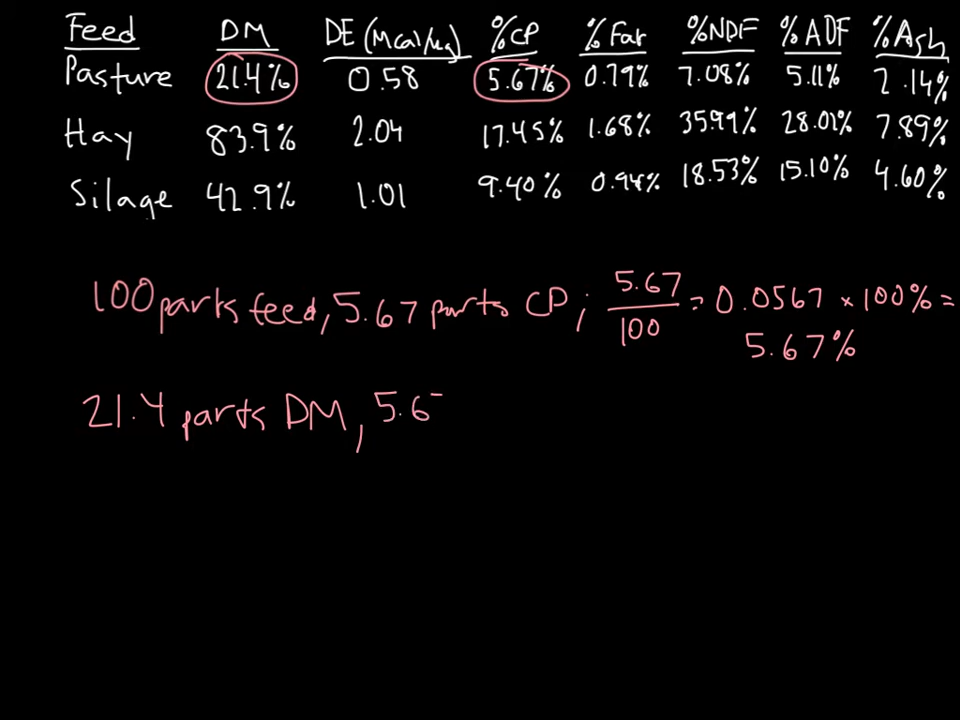 Feed DM DE (Mcal/kg) %CP %Fat %NDF %ADF %Ash
Pasture 21.4% 0.58 5.67% 0.79% 7.08% 5.11% 2.14%
Hay 83.9% 2.04 17.45% 1.68% 35.99% 28.01% 7.89%
Silage 42.9% 1.01 9.40% 0.94% 18.53% 15.10% 4.60%
100 parts feed, 5.67 parts CP; 5.67/100 = 0.0567 × 100% =
5.67%
21.4 parts DM, 5.6